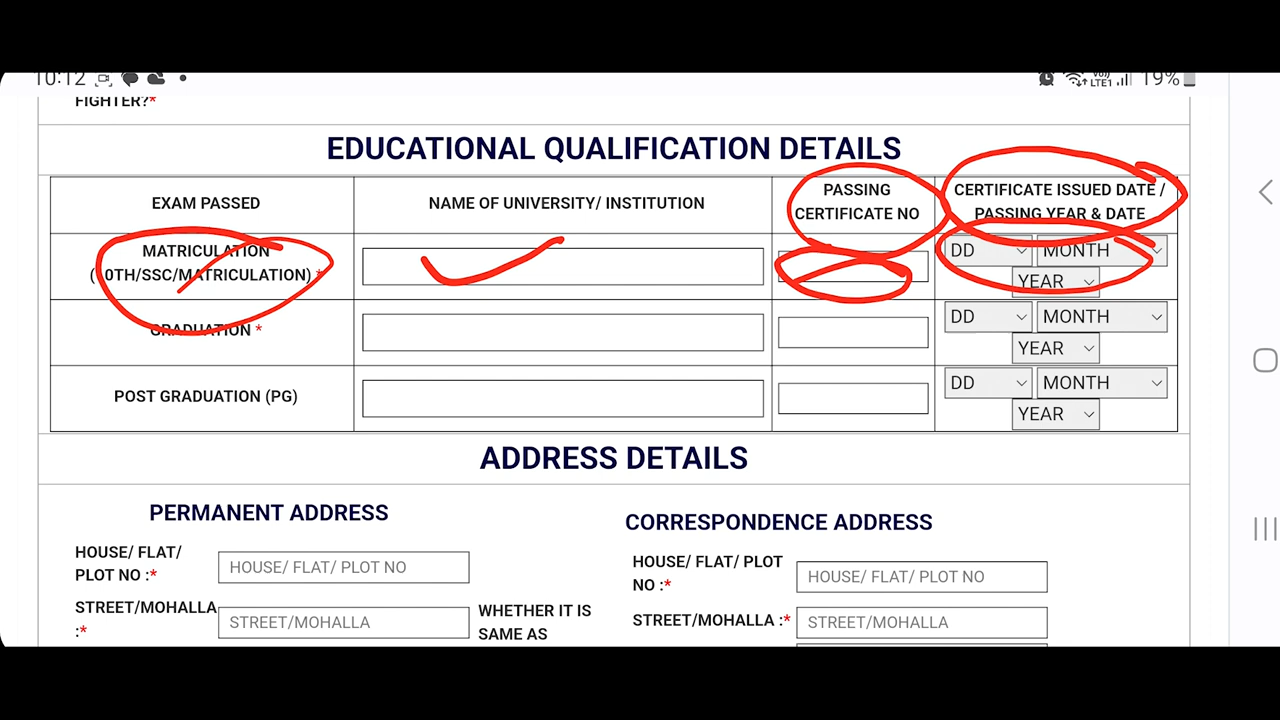 10:12
VO)) LTE1 19%
FIGHTER?*
EDUCATIONAL QUALIFICATION DETAILS
EXAM PASSED
NAME OF UNIVERSITY/ INSTITUTION
PASSING CERTIFICATE NO
CERTIFICATE ISSUED DATE / PASSING YEAR & DATE
MATRICULATION
(10TH/SSC/MATRICULATION) *
DD MONTH
YEAR
GRADUATION *
DD MONTH
YEAR
POST GRADUATION (PG)
DD MONTH
YEAR
ADDRESS DETAILS
PERMANENT ADDRESS
HOUSE/ FLAT/
PLOT NO :*
HOUSE/ FLAT/ PLOT NO
STREET/MOHALLA
:*
STREET/MOHALLA
WHETHER IT IS
SAME AS
CORRESPONDENCE ADDRESS
HOUSE/ FLAT/ PLOT
NO :*
HOUSE/ FLAT/ PLOT NO
STREET/MOHALLA :*
STREET/MOHALLA